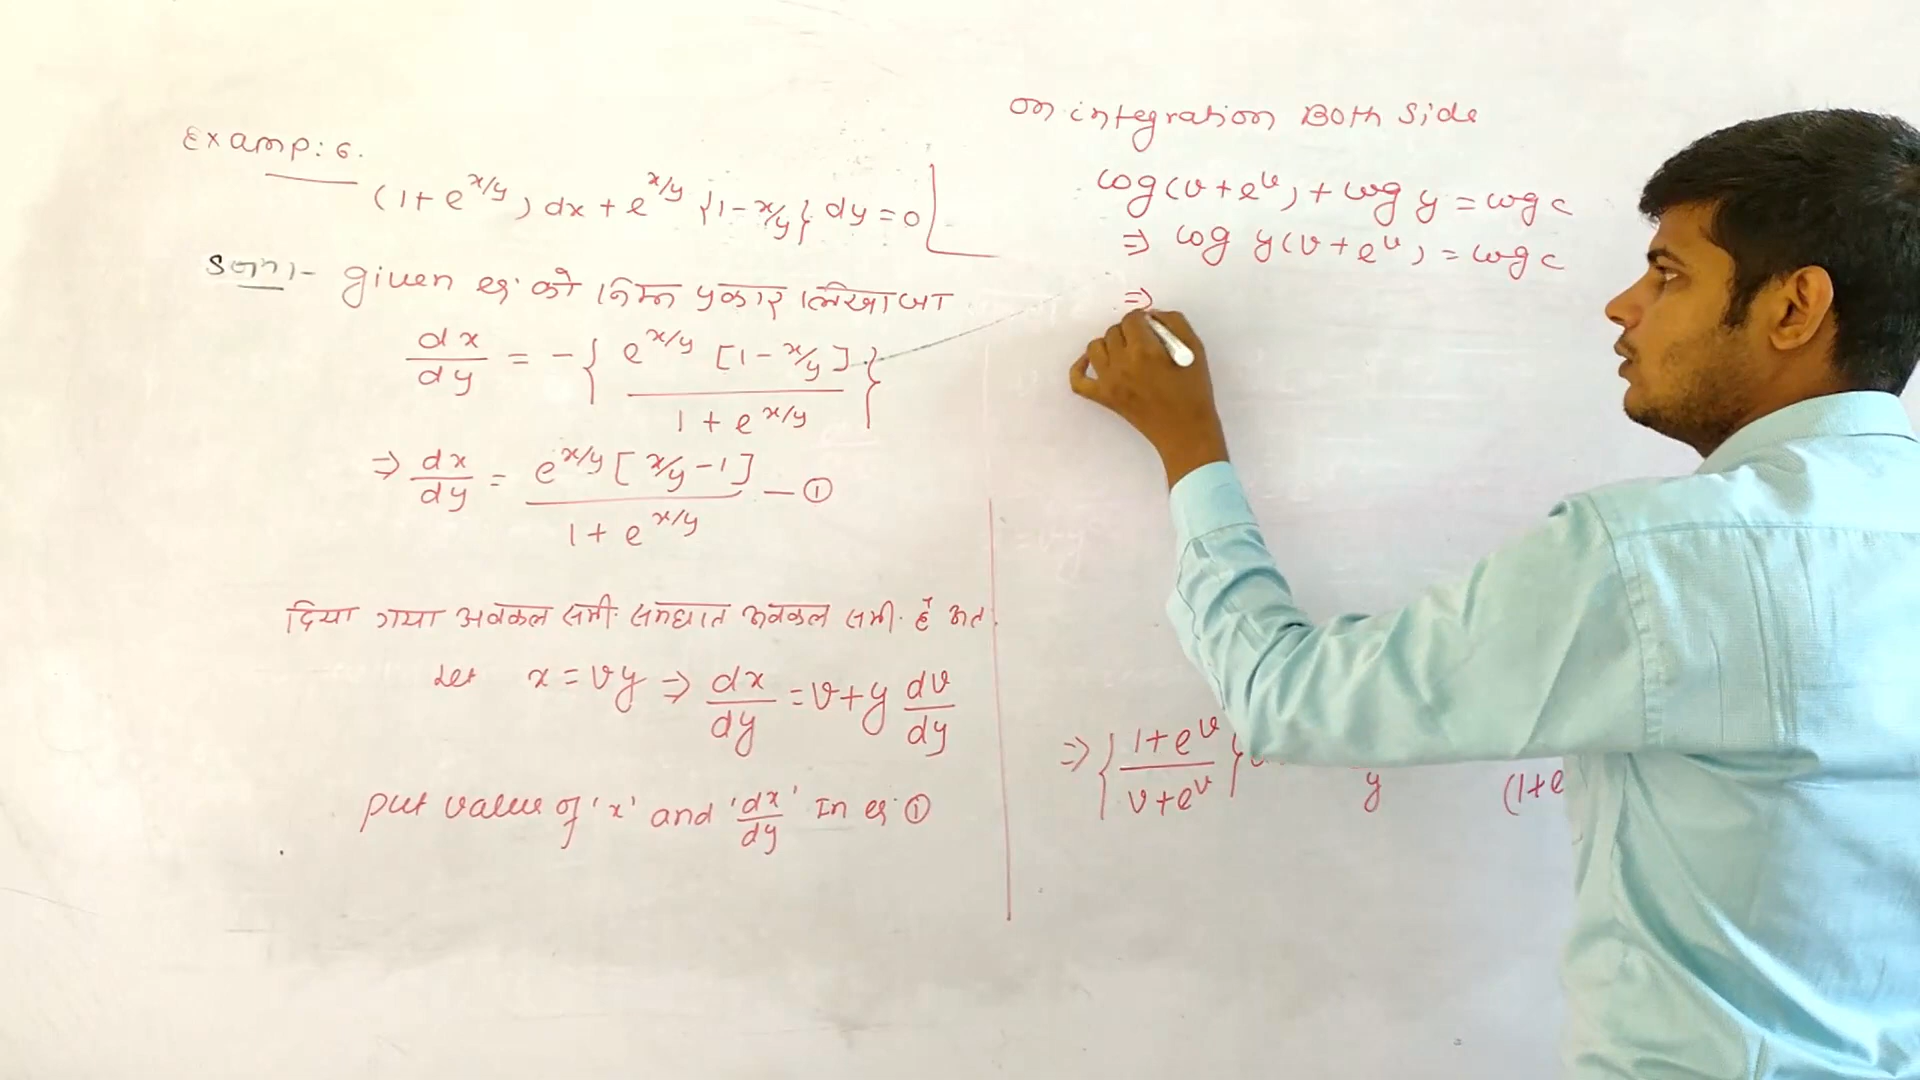 Examp: 6.
(1+e^{x/y}) dx + e^{x/y} {1 - x/y} dy = 0
Soln:- given eq. को निम्न प्रकार लिखा जा
dx/dy = - { e^{x/y} [1 - x/y] / 1 + e^{x/y} }
⇒ dx/dy = e^{x/y} [x/y - 1] / 1 + e^{x/y} — ①
दिया गया अवकल समी. समघात अवकल समी. है अत:
Let x = vy ⇒ dx/dy = v + y dv/dy
put value of 'x' and 'dx/dy' In eq. ①
on integration Both Side
log (v + e^v) + log y = log c
⇒ log y (v + e^v) = log c
⇒
⇒ { 1+e^v / v+e^v } y (1+e